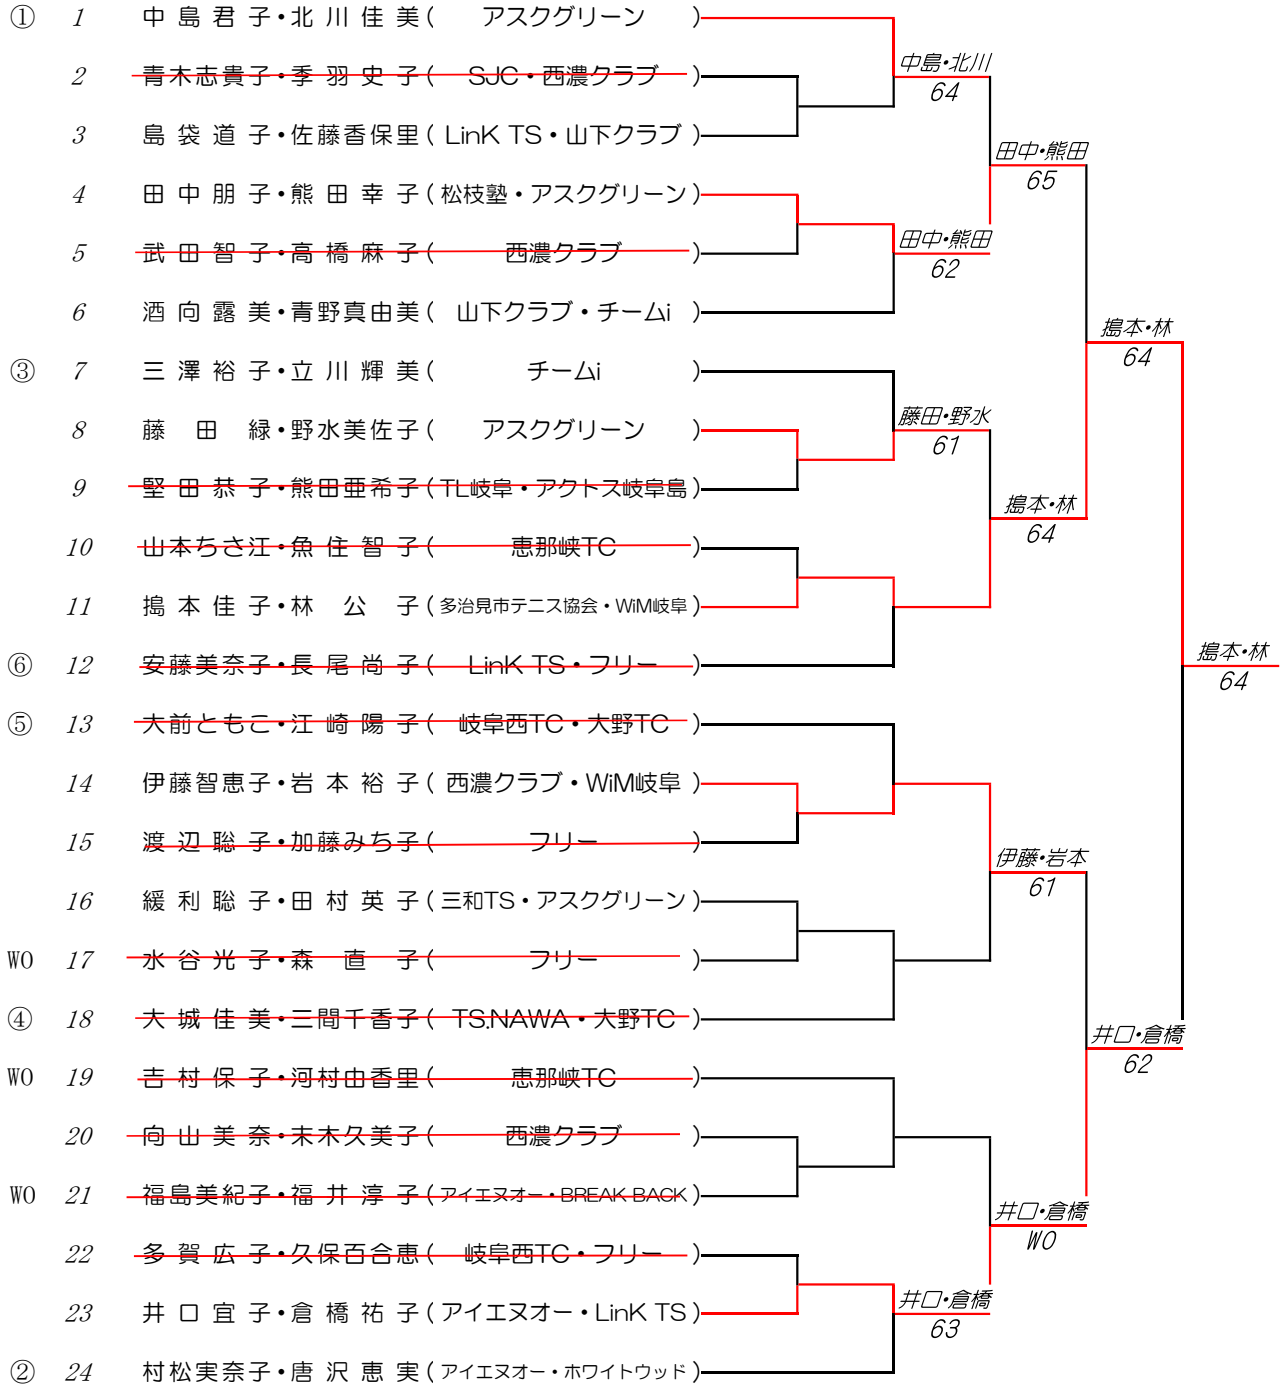 ① 1 中島君子・北川佳美( アスクグリーン )
2 青木志貴子・季羽史子( SJC・西濃クラブ )
中島・北川
64
3 島袋道子・佐藤香保里( LinK TS・山下クラブ )
田中・熊田
65
4 田中朋子・熊田幸子(松枝塾・アスクグリーン)
5 武田智子・高橋麻子( 西濃クラブ )
田中・熊田
62
6 酒向露美・青野真由美( 山下クラブ・チームi )
搗本・林
64
③ 7 三澤裕子・立川輝美( チームi )
8 藤田緑・野水美佐子( アスクグリーン )
藤田・野水
61
9 堅田恭子・熊田亜希子(TL岐阜・アクトス岐阜島)
搗本・林
64
10 山本ちさ江・魚住智子( 恵那峡TC )
11 搗本佳子・林公子(多治見市テニス協会・WiM岐阜)
⑥ 12 安藤美奈子・長尾尚子( LinK TS・フリー )
搗本・林
64
⑤ 13 大前ともこ・江崎陽子( 岐阜西TC・大野TC )
14 伊藤智恵子・岩本裕子(西濃クラブ・WiM岐阜)
15 渡辺聡子・加藤みち子( フリー )
伊藤・岩本
61
16 緩利聡子・田村英子(三和TS・アスクグリーン)
WO 17 水谷光子・森直子( フリー )
④ 18 大城佳美・三間千香子( TS.NAWA・大野TC )
井口・倉橋
62
WO 19 吉村保子・河村由香里( 恵那峡TC )
20 向山美奈・末木久美子( 西濃クラブ )
WO 21 福島美紀子・福井淳子(アイエヌオー・BREAK BACK)
井口・倉橋
WO
22 多賀広子・久保百合恵( 岐阜西TC・フリー )
23 井口宜子・倉橋祐子(アイエヌオー・LinK TS)
井口・倉橋
63
② 24 村松実奈子・唐沢恵実(アイエヌオー・ホワイトウッド)